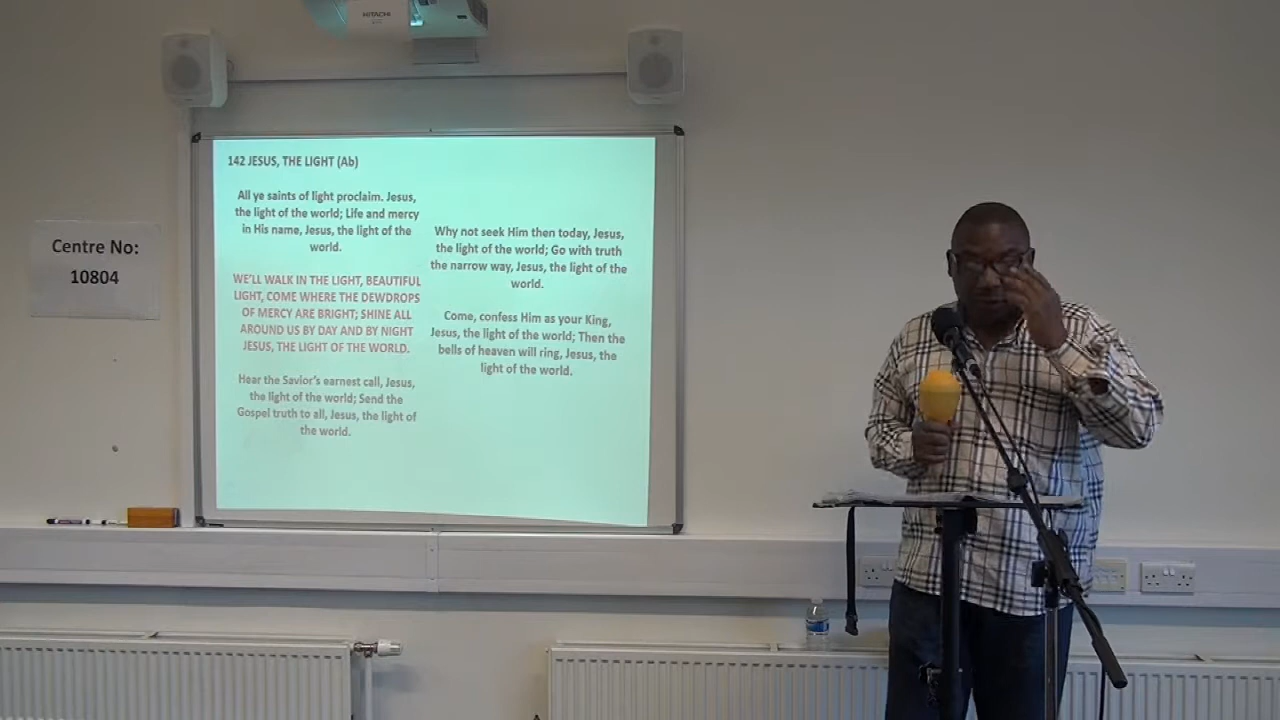 HITACHI
142 JESUS, THE LIGHT (Ab)
All ye saints of light proclaim. Jesus,
the light of the world; Life and mercy
in His name, Jesus, the light of the
world.
WE'LL WALK IN THE LIGHT, BEAUTIFUL
LIGHT, COME WHERE THE DEWDROPS
OF MERCY ARE BRIGHT; SHINE ALL
AROUND US BY DAY AND BY NIGHT
JESUS, THE LIGHT OF THE WORLD.
Hear the Savior's earnest call, Jesus,
the light of the world; Send the
Gospel truth to all, Jesus, the light of
the world.
Why not seek Him then today, Jesus,
the light of the world; Go with truth
the narrow way, Jesus, the light of the
world.
Come, confess Him as your King,
Jesus, the light of the world; Then the
bells of heaven will ring, Jesus, the
light of the world.
Centre No:
10804